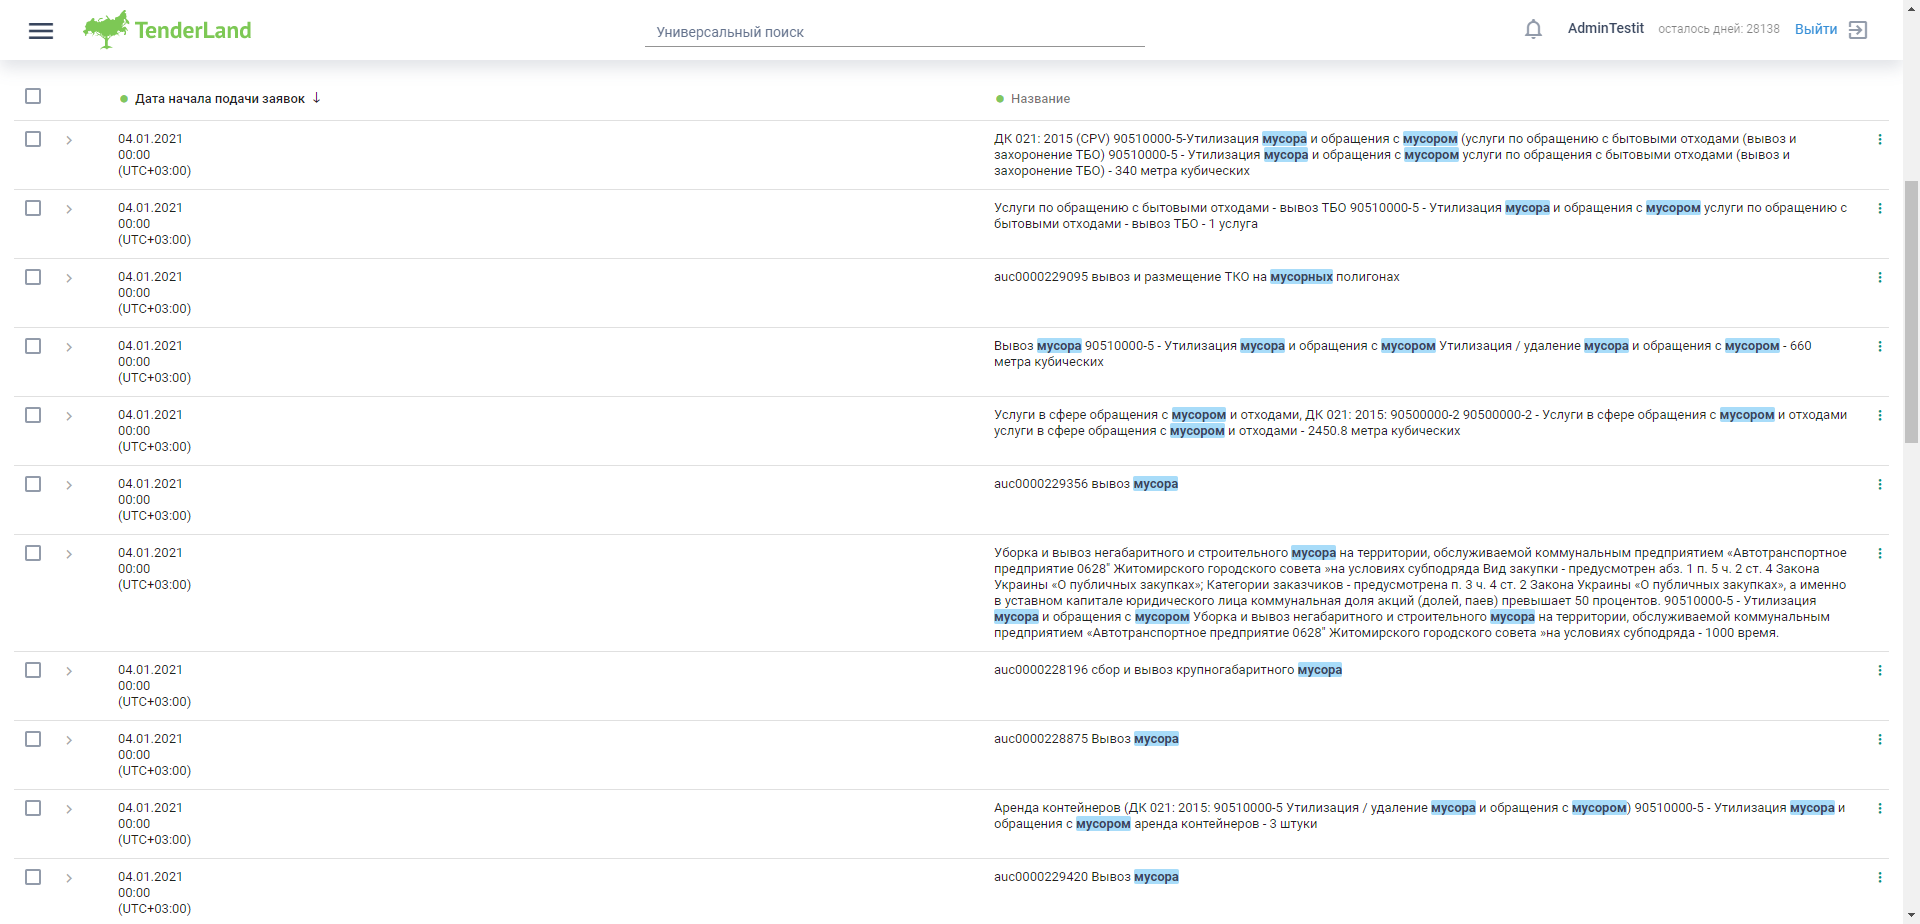 TenderLand
Универсальный поиск
AdminTestit
осталось дней: 28138
Выйти
Дата начала подачи заявок ↓
Название
04.01.2021
00:00
(UTC+03:00)
ДК 021: 2015 (CPV) 90510000-5-Утилизация мусора и обращения с мусором (услуги по обращению с бытовыми отходами (вывоз и
захоронение ТБО) 90510000-5 - Утилизация мусора и обращения с мусором услуги по обращения с бытовыми отходами (вывоз и
захоронение ТБО) - 340 метра кубических
04.01.2021
00:00
(UTC+03:00)
Услуги по обращению с бытовыми отходами - вывоз ТБО 90510000-5 - Утилизация мусора и обращения с мусором услуги по обращению с
бытовыми отходами - вывоз ТБО - 1 услуга
04.01.2021
00:00
(UTC+03:00)
auc0000229095 вывоз и размещение ТКО на мусорных полигонах
04.01.2021
00:00
(UTC+03:00)
Вывоз мусора 90510000-5 - Утилизация мусора и обращения с мусором Утилизация / удаление мусора и обращения с мусором - 660
метра кубических
04.01.2021
00:00
(UTC+03:00)
Услуги в сфере обращения с мусором и отходами, ДК 021: 2015: 90500000-2 90500000-2 - Услуги в сфере обращения с мусором и отходами
услуги в сфере обращения с мусором и отходами - 2450.8 метра кубических
04.01.2021
00:00
(UTC+03:00)
auc0000229356 вывоз мусора
04.01.2021
00:00
(UTC+03:00)
Уборка и вывоз негабаритного и строительного мусора на территории, обслуживаемой коммунальным предприятием «Автотранспортное
предприятие 0628" Житомирского городского совета »на условиях субподряда Вид закупки - предусмотрен абз. 1 п. 5 ч. 2 ст. 4 Закона
Украины «О публичных закупках»; Категории заказчиков - предусмотрена п. 3 ч. 4 ст. 2 Закона Украины «О публичных закупках», а именно
в уставном капитале юридического лица коммунальная доля акций (долей, паев) превышает 50 процентов. 90510000-5 - Утилизация
мусора и обращения с мусором Уборка и вывоз негабаритного и строительного мусора на территории, обслуживаемой коммунальным
предприятием «Автотранспортное предприятие 0628" Житомирского городского совета »на условиях субподряда - 1000 время.
04.01.2021
00:00
(UTC+03:00)
auc0000228196 сбор и вывоз крупногабаритного мусора
04.01.2021
00:00
(UTC+03:00)
auc0000228875 Вывоз мусора
04.01.2021
00:00
(UTC+03:00)
Аренда контейнеров (ДК 021: 2015: 90510000-5 Утилизация / удаление мусора и обращения с мусором) 90510000-5 - Утилизация мусора и
обращения с мусором аренда контейнеров - 3 штуки
04.01.2021
00:00
(UTC+03:00)
auc0000229420 Вывоз мусора